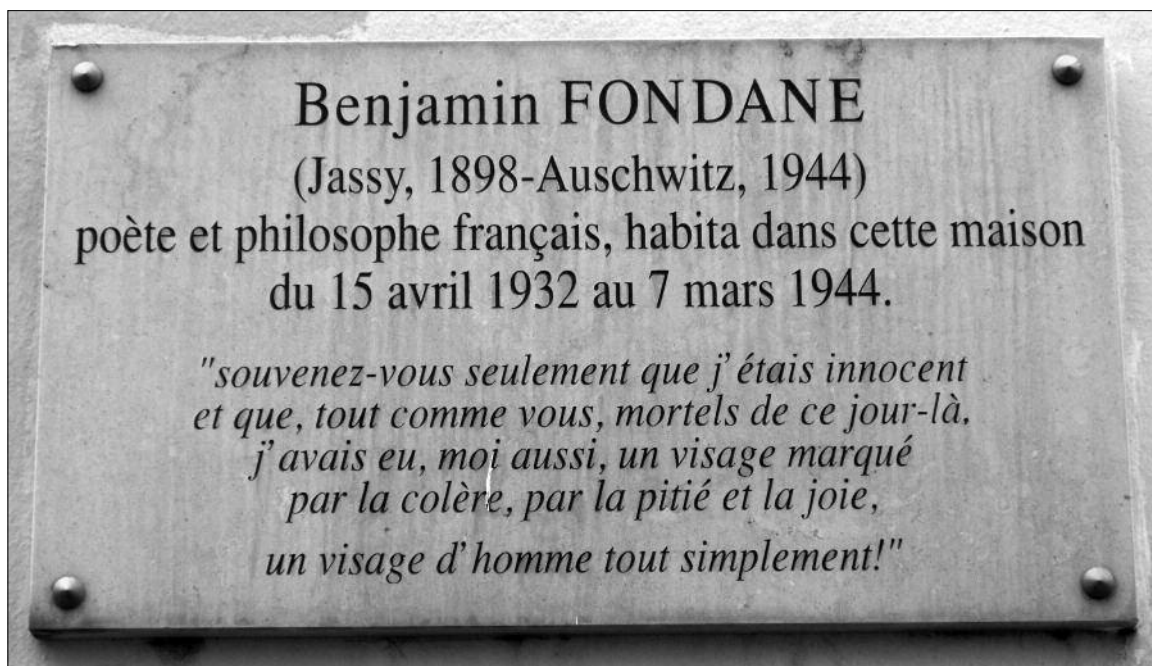 Benjamin FONDANE
(Jassy, 1898-Auschwitz, 1944)
poète et philosophe français, habita dans cette maison
du 15 avril 1932 au 7 mars 1944.
"souvenez-vous seulement que j'étais innocent
et que, tout comme vous, mortels de ce jour-là,
j'avais eu, moi aussi, un visage marqué
par la colère, par la pitié et la joie,
un visage d'homme tout simplement!"